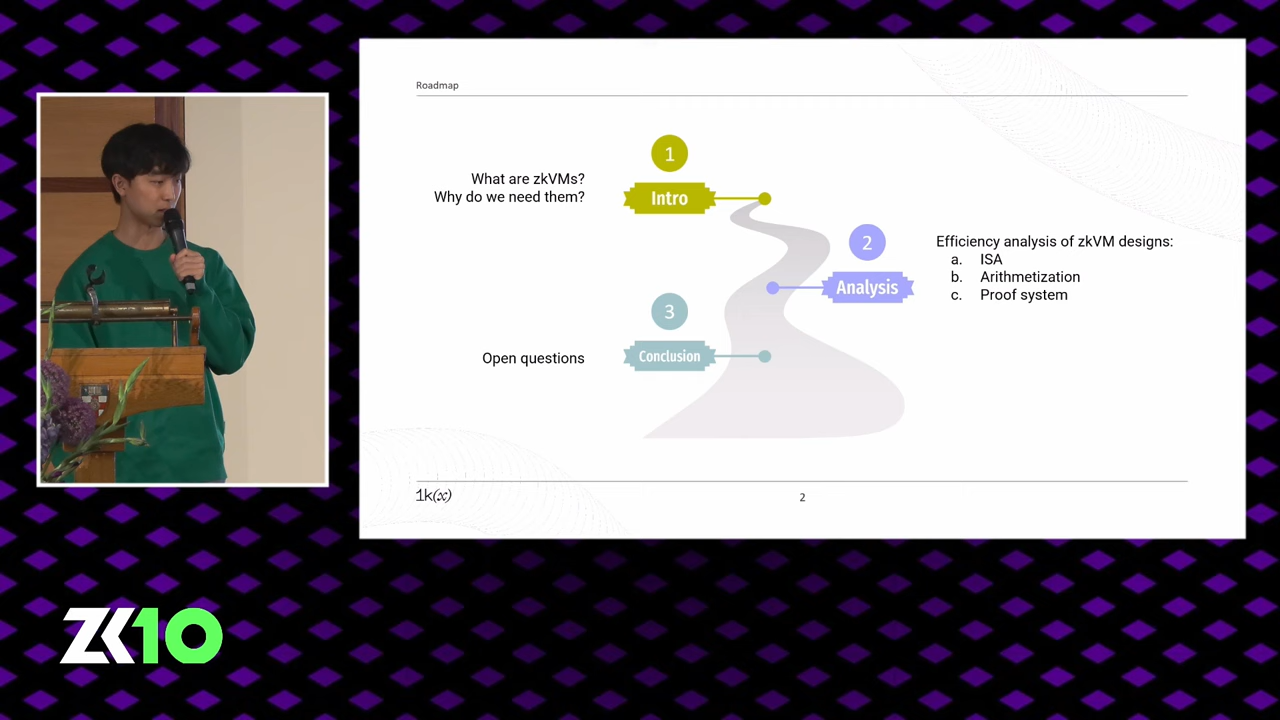 Roadmap
1
Intro
What are zkVMs?
Why do we need them?
2
Analysis
Efficiency analysis of zkVM designs:
a. ISA
b. Arithmetization
c. Proof system
3
Conclusion
Open questions
1k(x)
2
ZK10